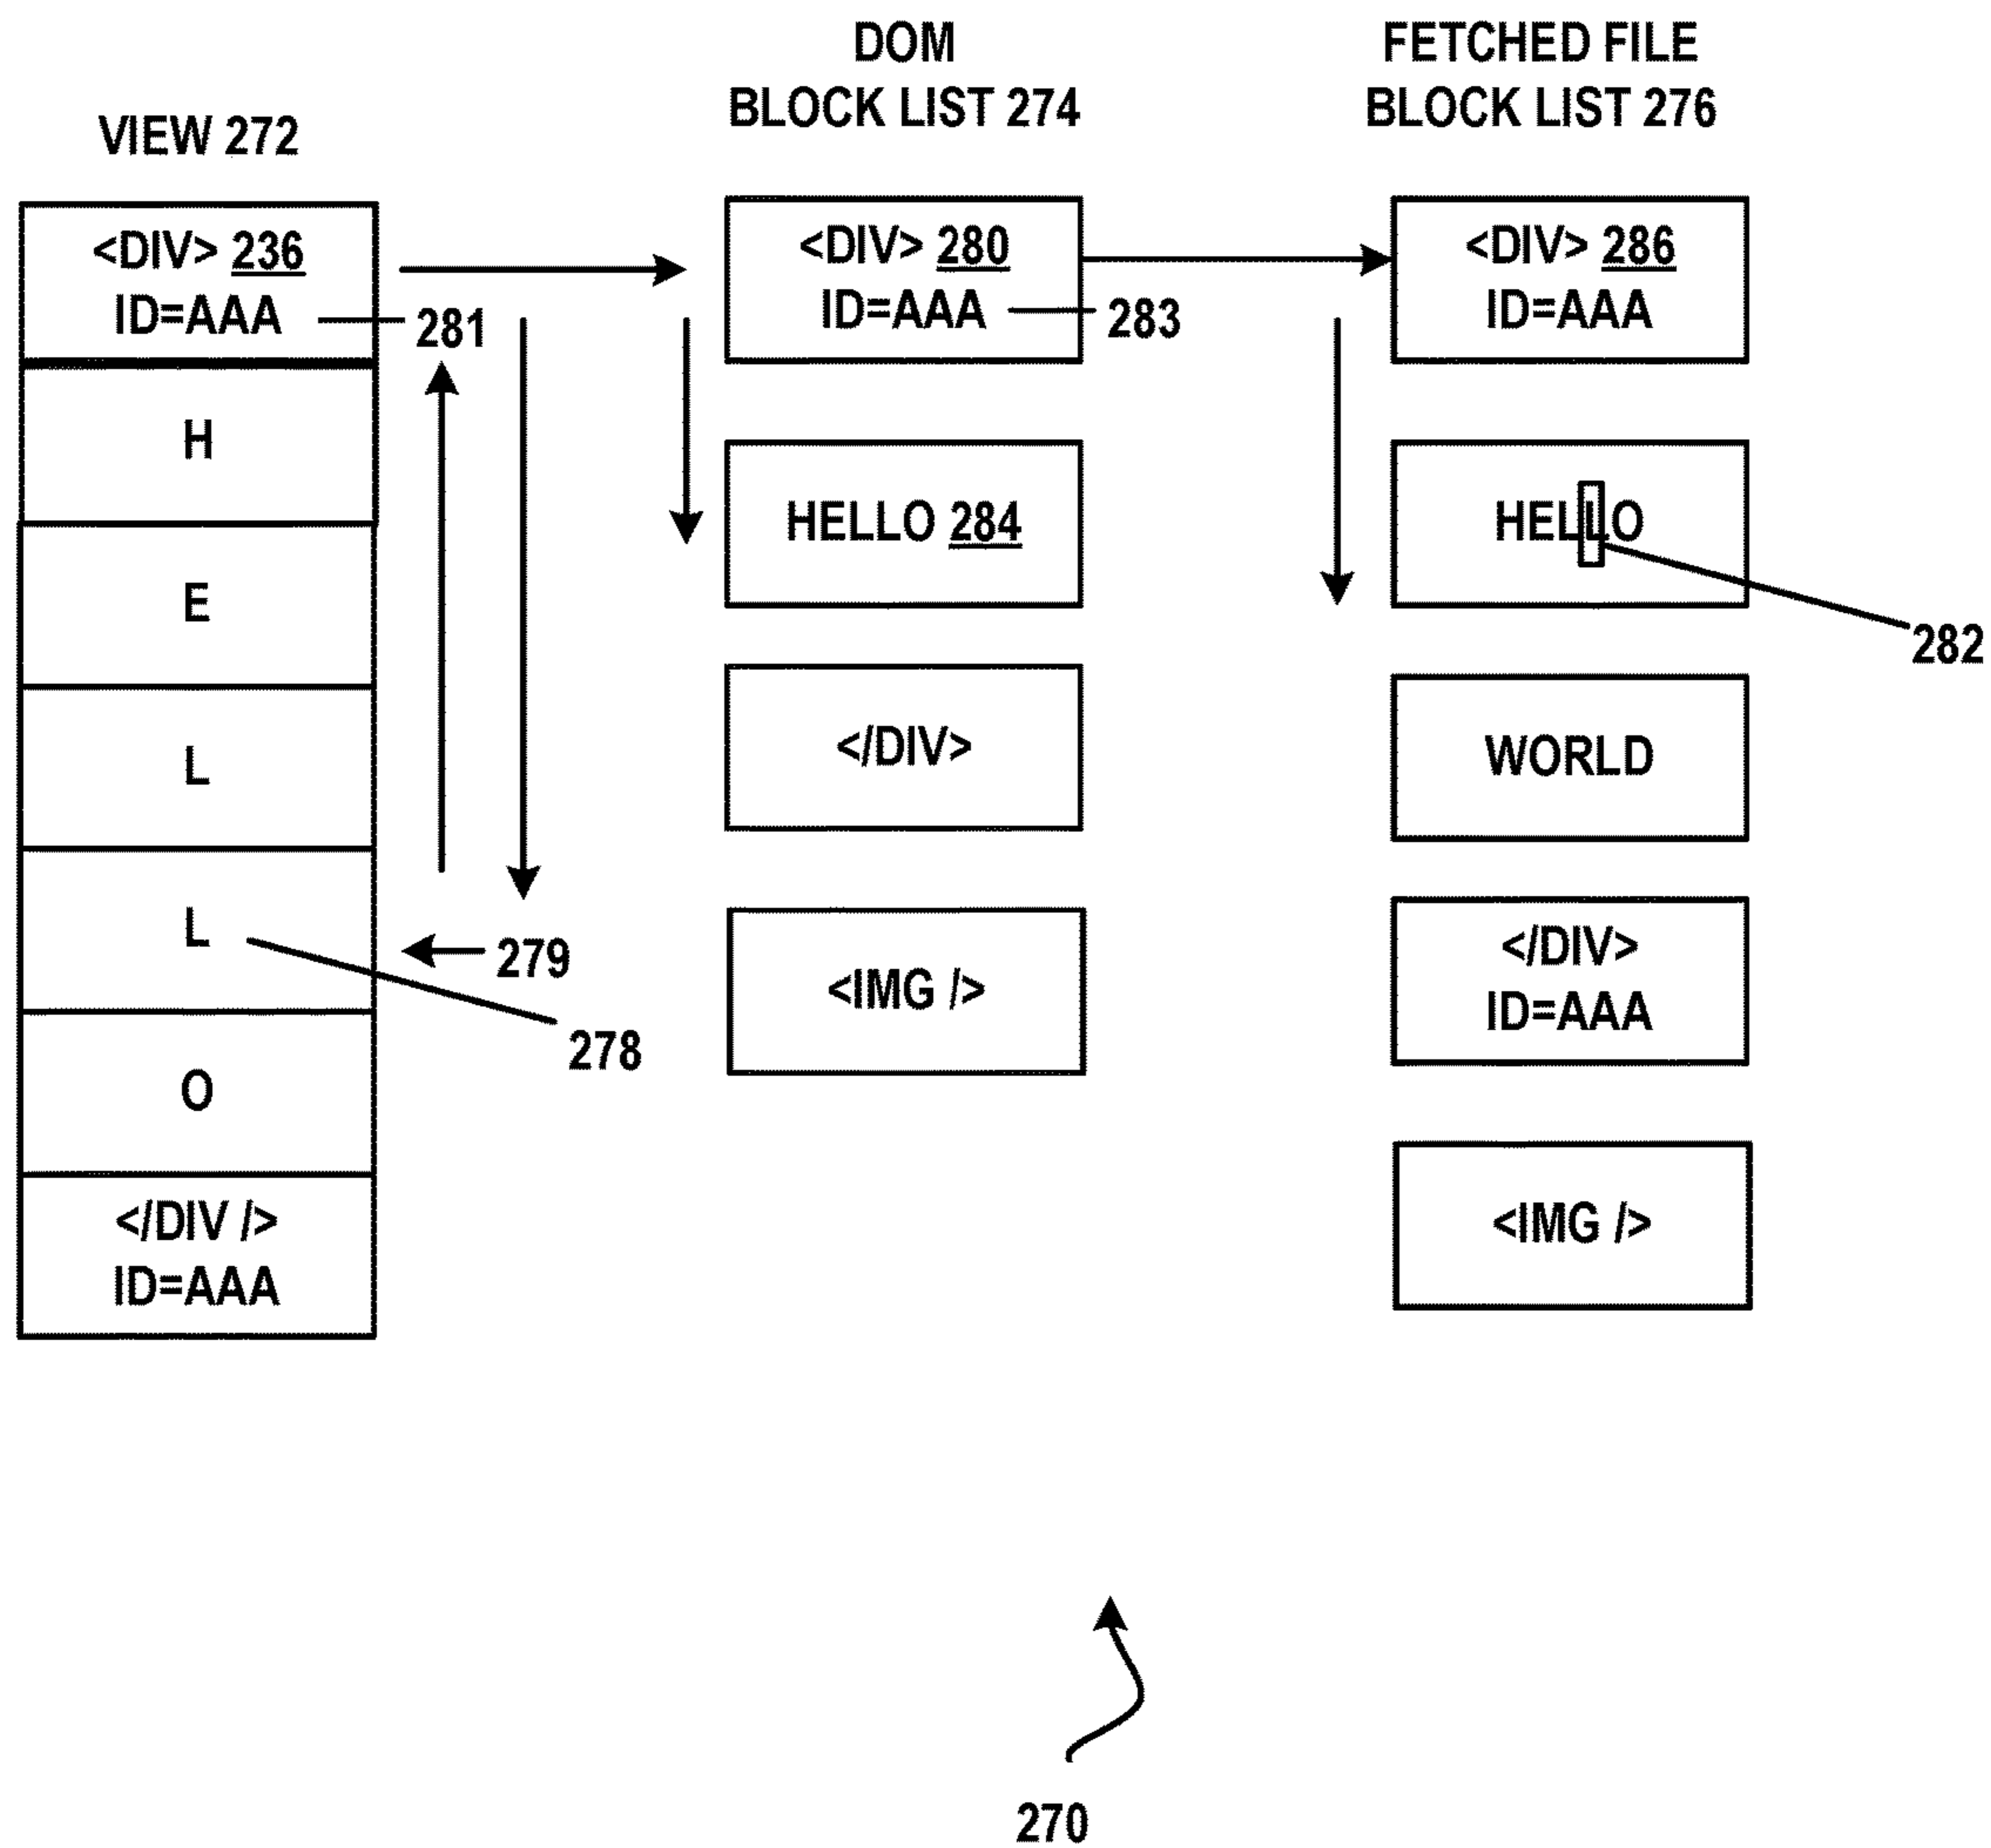 VIEW 272
<DIV> 236
ID=AAA
281
H
E
L
L
279
278
O
</DIV />
ID=AAA
DOM
BLOCK LIST 274
<DIV> 280
ID=AAA
283
HELLO 284
</DIV>
<IMG />
FETCHED FILE
BLOCK LIST 276
<DIV> 286
ID=AAA
HELLO
282
WORLD
</DIV>
ID=AAA
<IMG />
270